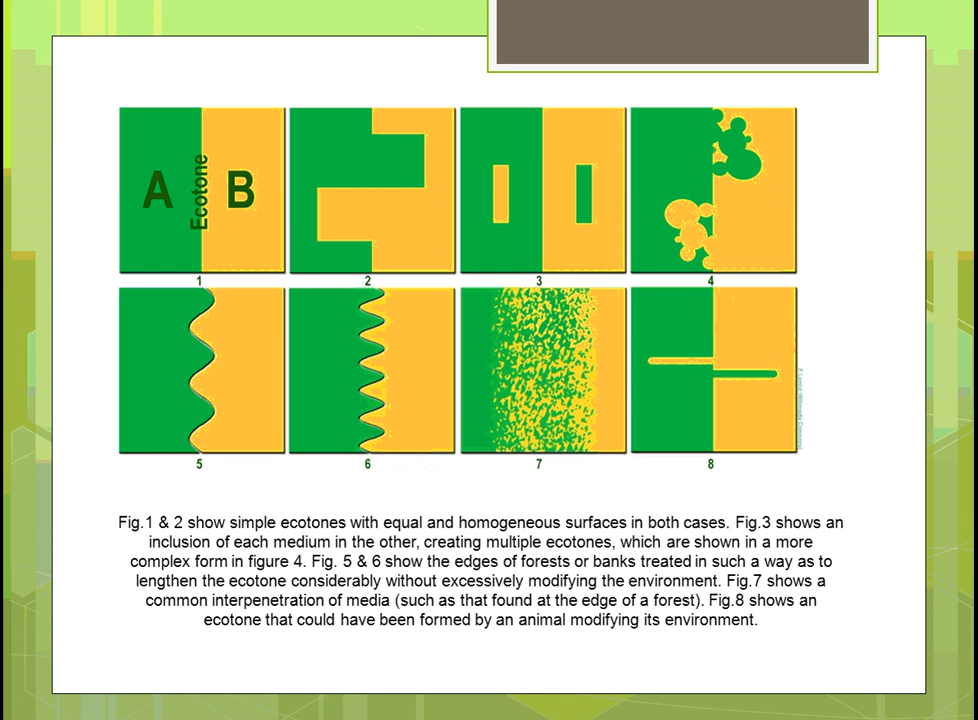 A
Ecotone
B
1
2
3
4
5
6
7
8
Fig.1 & 2 show simple ecotones with equal and homogeneous surfaces in both cases. Fig.3 shows an
inclusion of each medium in the other, creating multiple ecotones, which are shown in a more
complex form in figure 4. Fig. 5 & 6 show the edges of forests or banks treated in such a way as to
lengthen the ecotone considerably without excessively modifying the environment. Fig.7 shows a
common interpenetration of media (such as that found at the edge of a forest). Fig.8 shows an
ecotone that could have been formed by an animal modifying its environment.